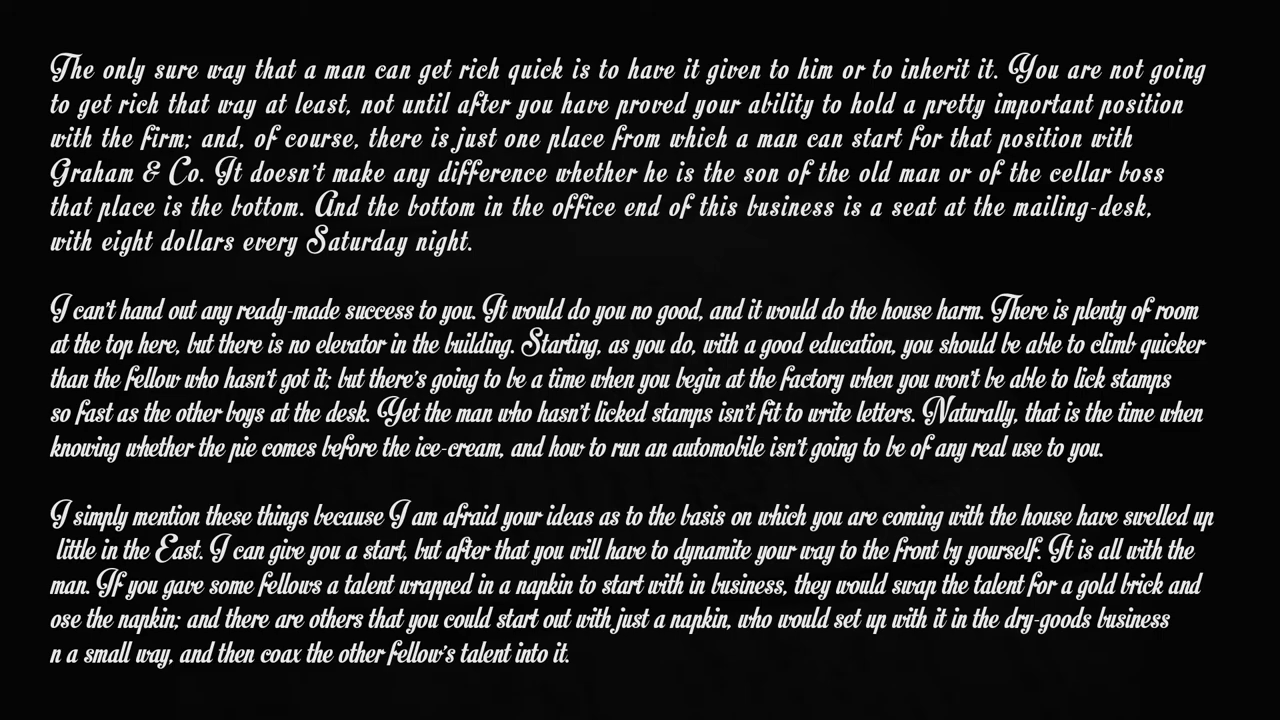 The only sure way that a man can get rich quick is to have it given to him or to inherit it. You are not going
to get rich that way at least, not until after you have proved your ability to hold a pretty important position
with the firm; and, of course, there is just one place from which a man can start for that position with
Graham & Co. It doesn't make any difference whether he is the son of the old man or of the cellar boss
that place is the bottom. And the bottom in the office end of this business is a seat at the mailing-desk,
with eight dollars every Saturday night.
I can't hand out any ready-made success to you. It would do you no good, and it would do the house harm. There is plenty of room
at the top here, but there is no elevator in the building. Starting, as you do, with a good education, you should be able to climb quicker
than the fellow who hasn't got it; but there's going to be a time when you begin at the factory when you won't be able to lick stamps
so fast as the other boys at the desk. Yet the man who hasn't licked stamps isn't fit to write letters. Naturally, that is the time when
knowing whether the pie comes before the ice-cream, and how to run an automobile isn't going to be of any real use to you.
I simply mention these things because I am afraid your ideas as to the basis on which you are coming with the house have swelled up
little in the East. I can give you a start, but after that you will have to dynamite your way to the front by yourself. It is all with the
man. If you gave some fellows a talent wrapped in a napkin to start with in business, they would swap the talent for a gold brick and
ose the napkin; and there are others that you could start out with just a napkin, who would set up with it in the dry-goods business
n a small way, and then coax the other fellow's talent into it.